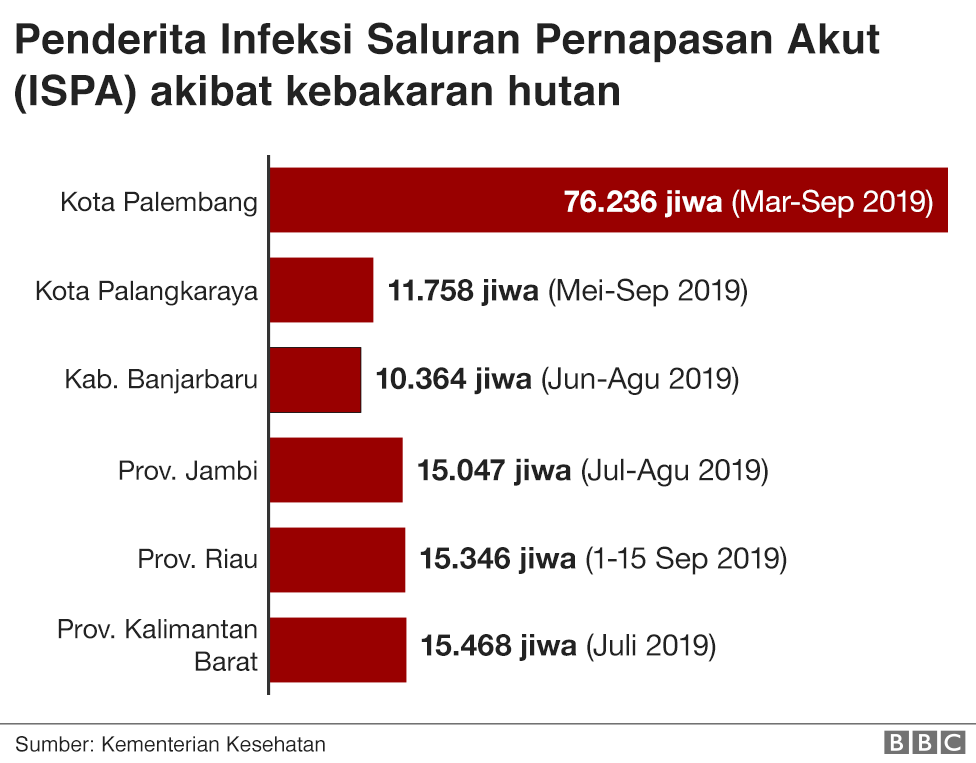 Penderita Infeksi Saluran Pernapasan Akut
(ISPA) akibat kebakaran hutan
Kota Palembang
76.236 jiwa (Mar-Sep 2019)
Kota Palangkaraya
11.758 jiwa (Mei-Sep 2019)
Kab. Banjarbaru
10.364 jiwa (Jun-Agu 2019)
Prov. Jambi
15.047 jiwa (Jul-Agu 2019)
Prov. Riau
15.346 jiwa (1-15 Sep 2019)
Prov. Kalimantan
Barat
15.468 jiwa (Juli 2019)
Sumber: Kementerian Kesehatan
BBC